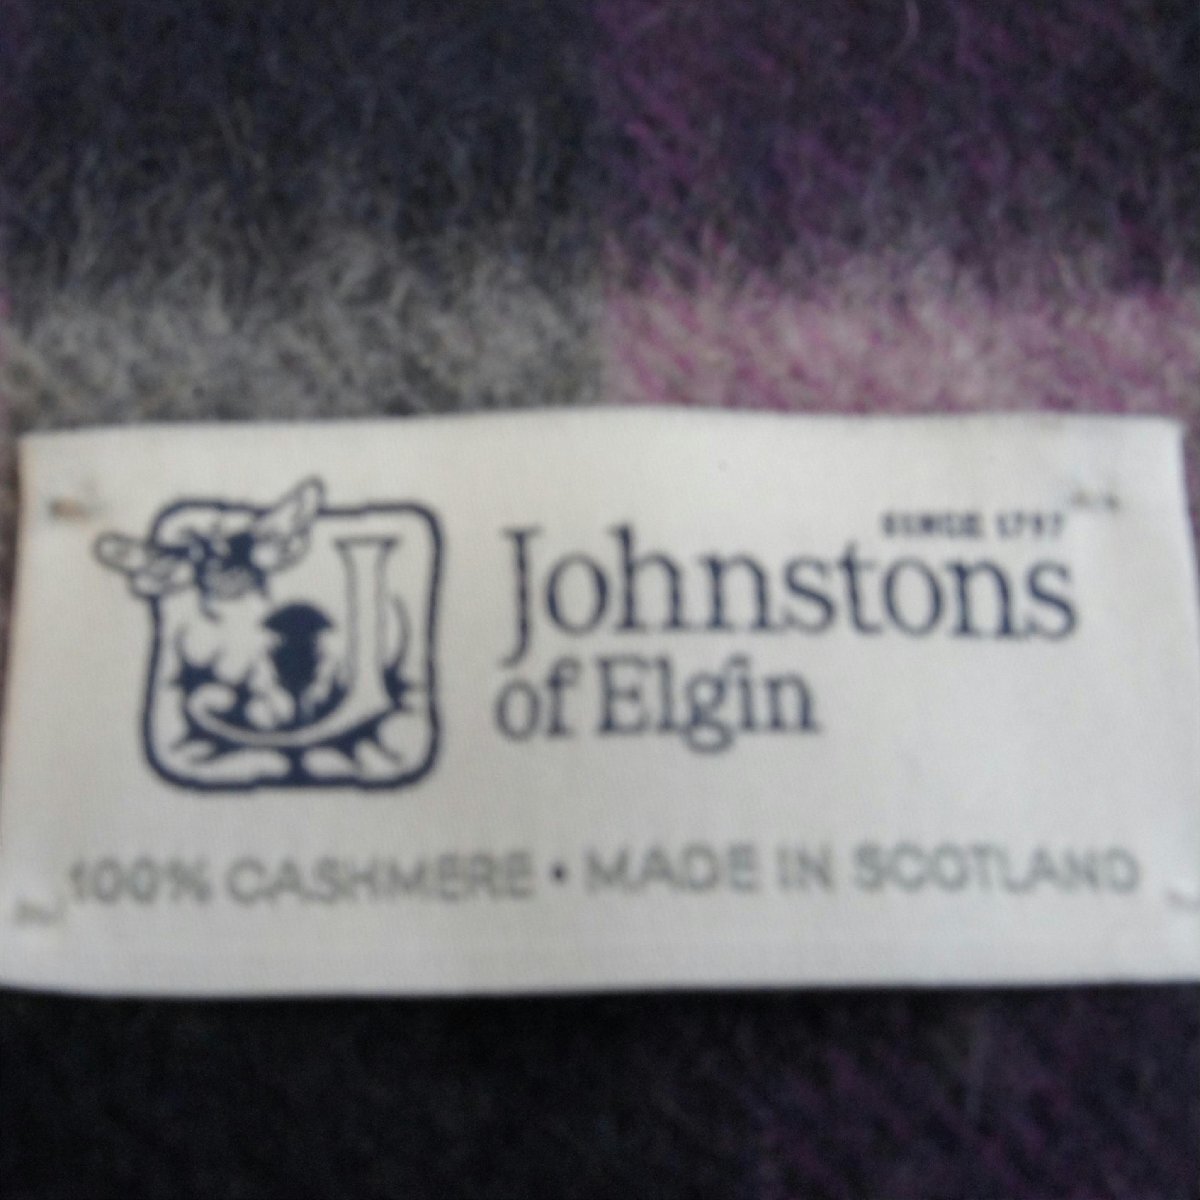 SINCE 1797
Johnstons
of Elgin
100% CASHMERE • MADE IN SCOTLAND